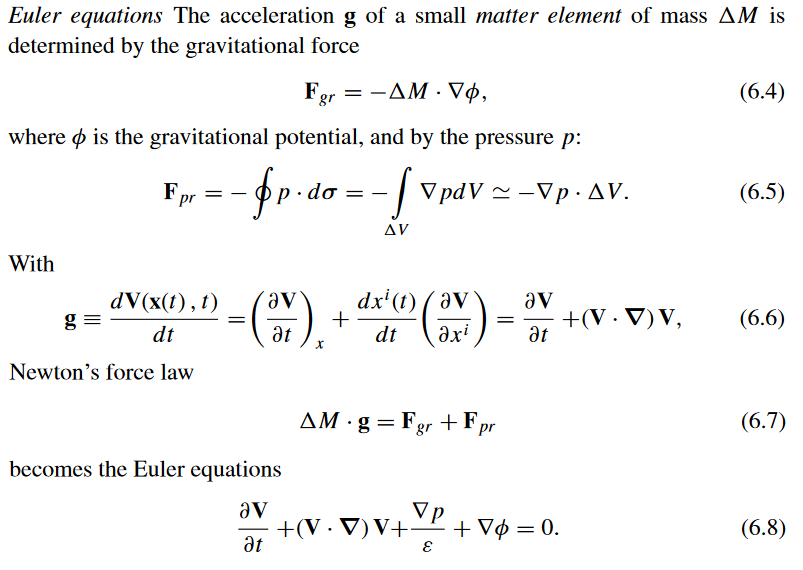 Euler equations The acceleration g of a small matter element of mass ΔM is
determined by the gravitational force
F_gr = −ΔM · ∇ϕ, (6.4)
where ϕ is the gravitational potential, and by the pressure p:
F_pr = − ∮ p · dσ = − ∫_ΔV ∇pdV ≃ −∇p · ΔV. (6.5)
With
g ≡ dV(x(t), t)/dt = (∂V/∂t)_x + dx^i(t)/dt (∂V/∂x^i) = ∂V/∂t + (V · ∇) V, (6.6)
Newton's force law
ΔM · g = F_gr + F_pr (6.7)
becomes the Euler equations
∂V/∂t + (V · ∇) V + ∇p/ε + ∇ϕ = 0. (6.8)